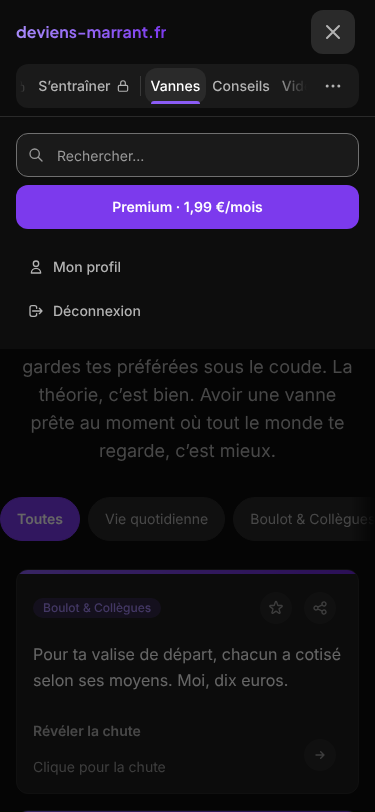 deviens-marrant.fr
S'entraîner
Vannes
Conseils
Vid
Rechercher...
Premium · 1,99 €/mois
Mon profil
Déconnexion
gardes tes préférées sous le coude. La
théorie, c'est bien. Avoir une vanne
prête au moment où tout le monde te
regarde, c'est mieux.
Toutes
Vie quotidienne
Boulot & Collègues
Boulot & Collègues
Pour ta valise de départ, chacun a cotisé
selon ses moyens. Moi, dix euros.
Révéler la chute
Clique pour la chute